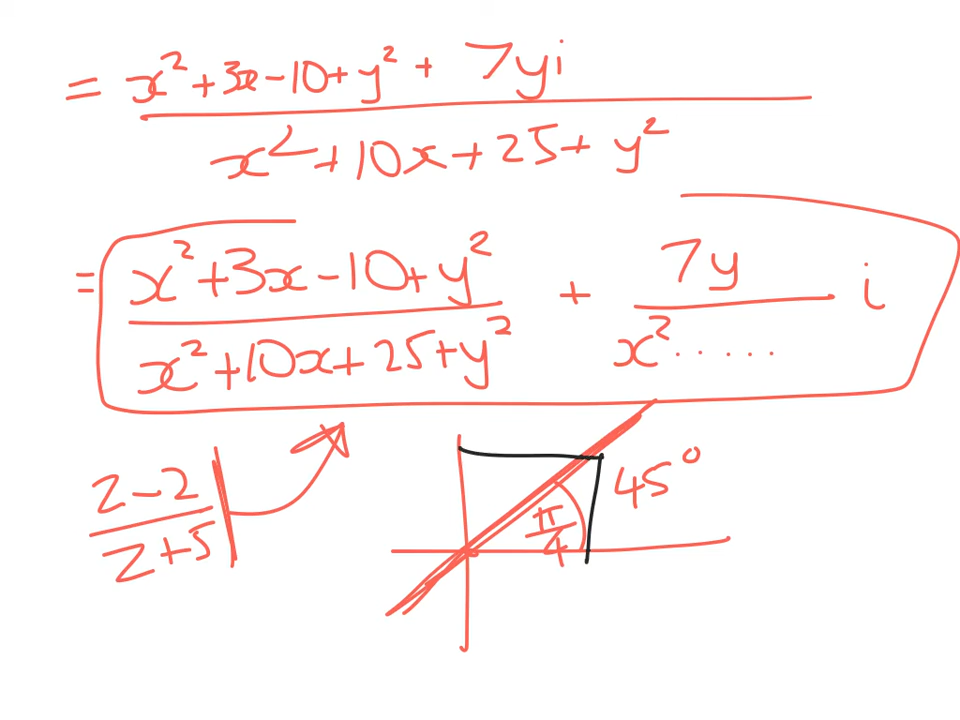 = x² + 3x - 10 + y² + 7yi
x² + 10x + 25 + y²
= x² + 3x - 10 + y² + 7y i
x² + 10x + 25 + y² x² . . . . . .
z - 2
z + 5
45°
π
4